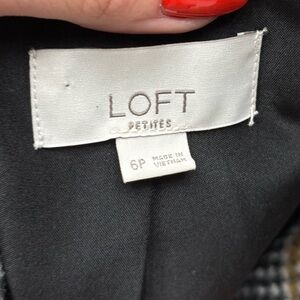 LOFT
PETITES
6P
MADE IN
VIETNAM